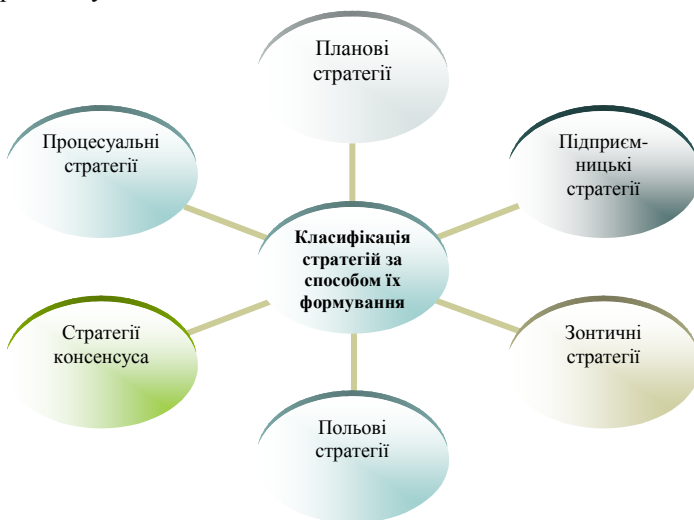 Планові
стратегії
Процесуальні
стратегії
Підприєм-
ницькі
стратегії
Класифікація
стратегій за
способом їх
формування
Стратегії
консенсуса
Зонтичні
стратегії
Польові
стратегії